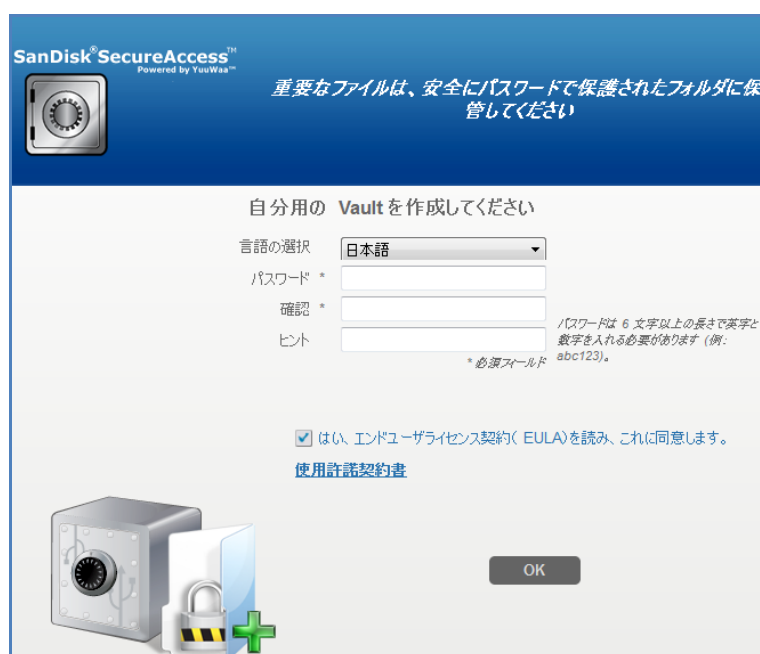 SanDisk®SecureAccess™
Powered by YuuWaa™
重要なファイルは、安全にパスワードで保護されたフォルダに保
管してください
自分用の Vaultを作成してください
言語の選択 日本語
パスワード *
確認 *
ヒント
パスワードは 6 文字以上の長さで英字と
数字を入れる必要があります (例:
abc123)。
*必須フィールド
はい、エンドユーザライセンス契約( EULA)を読み、これに同意します。
使用許諾契約書
OK